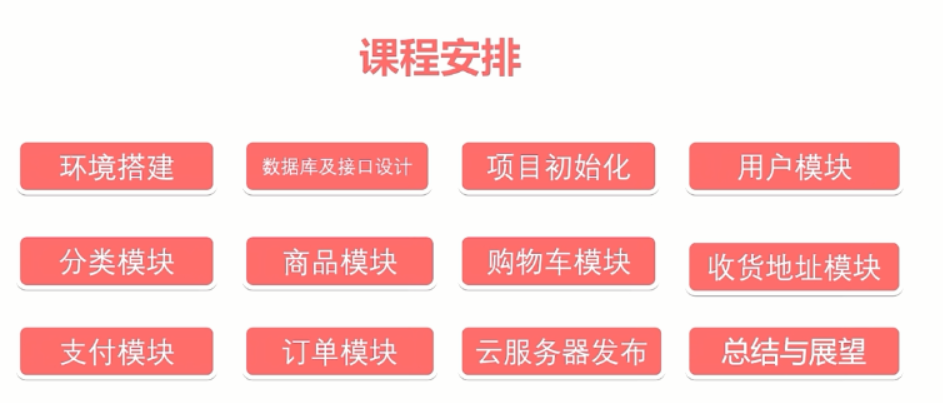 课程安排
环境搭建
数据库及接口设计
项目初始化
用户模块
分类模块
商品模块
购物车模块
收货地址模块
支付模块
订单模块
云服务器发布
总结与展望